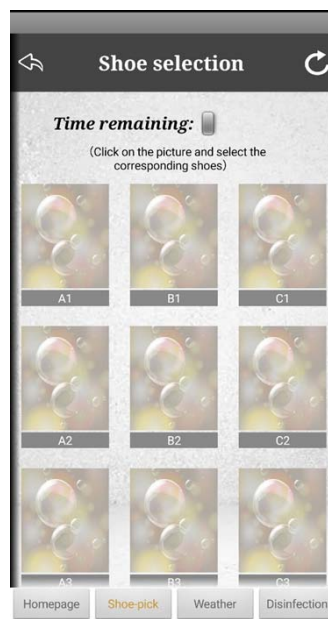 Shoe selection
Time remaining:
(Click on the picture and select the
corresponding shoes)
A1 B1 C1
A2 B2 C2
A3 B3 C3
Homepage Shoe-pick Weather Disinfection